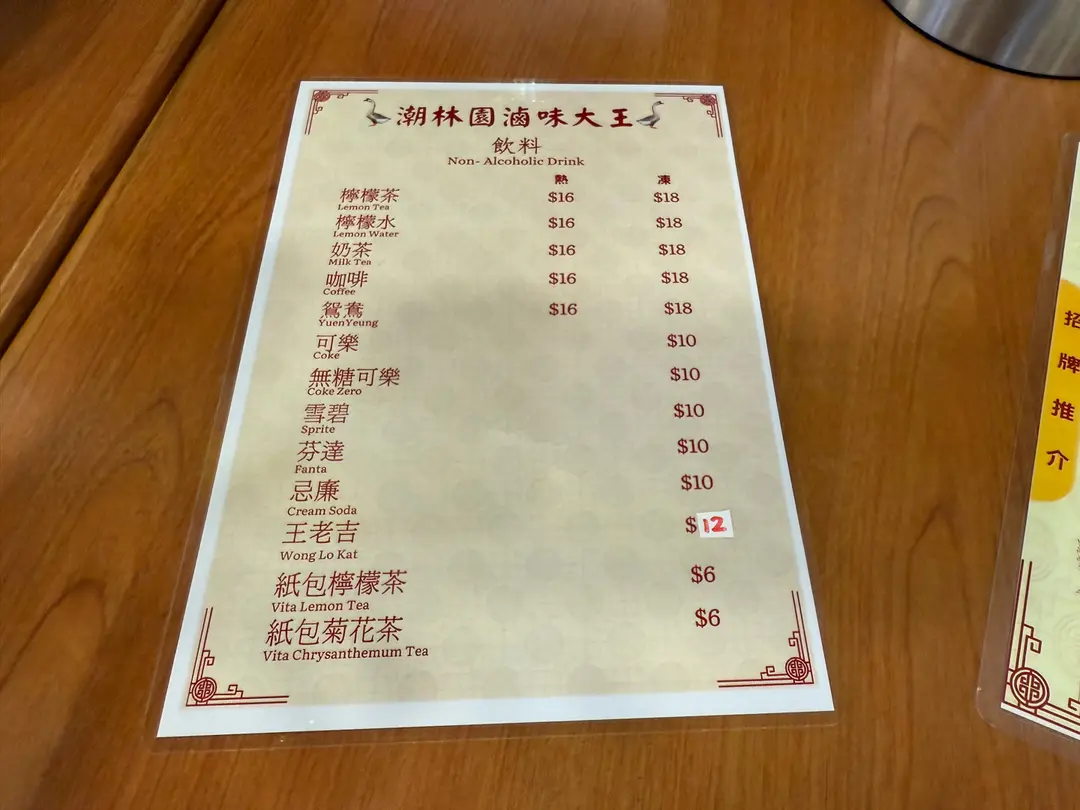 潮林園滷味大王
飲料
Non- Alcoholic Drink
熱 凍
檸檬茶 $16 $18
Lemon Tea
檸檬水 $16 $18
Lemon Water
奶茶 $16 $18
Milk Tea
咖啡 $16 $18
Coffee
鴛鴦 $16 $18
YuenYeung
可樂 $10
Coke
無糖可樂 $10
Coke Zero
雪碧 $10
Sprite
芬達 $10
Fanta
忌廉 $10
Cream Soda
王老吉 $12
Wong Lo Kat
紙包檸檬茶 $6
Vita Lemon Tea
紙包菊花茶 $6
Vita Chrysanthemum Tea
招牌推介